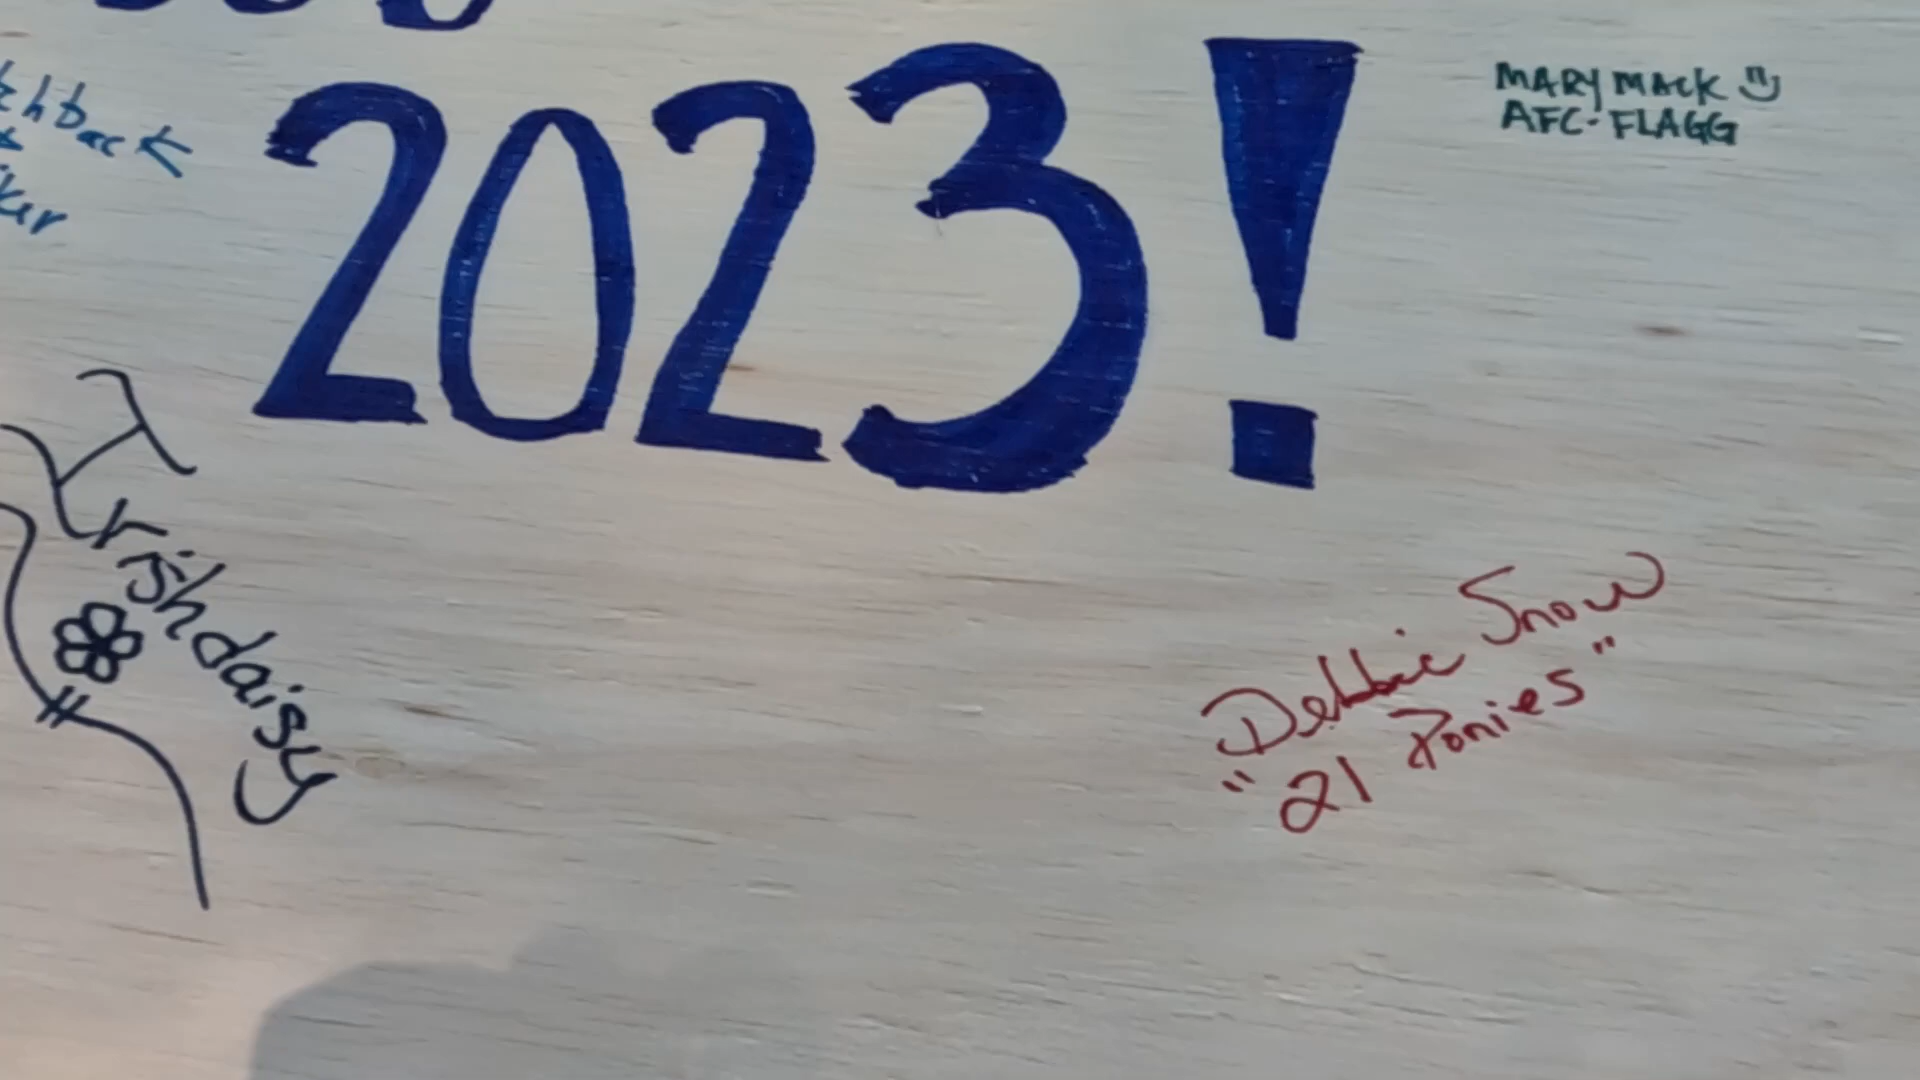 2023!
MARY MACK
AFC-FLAGG
Irishdaisy
Debbie Snow
"21 Ponies"